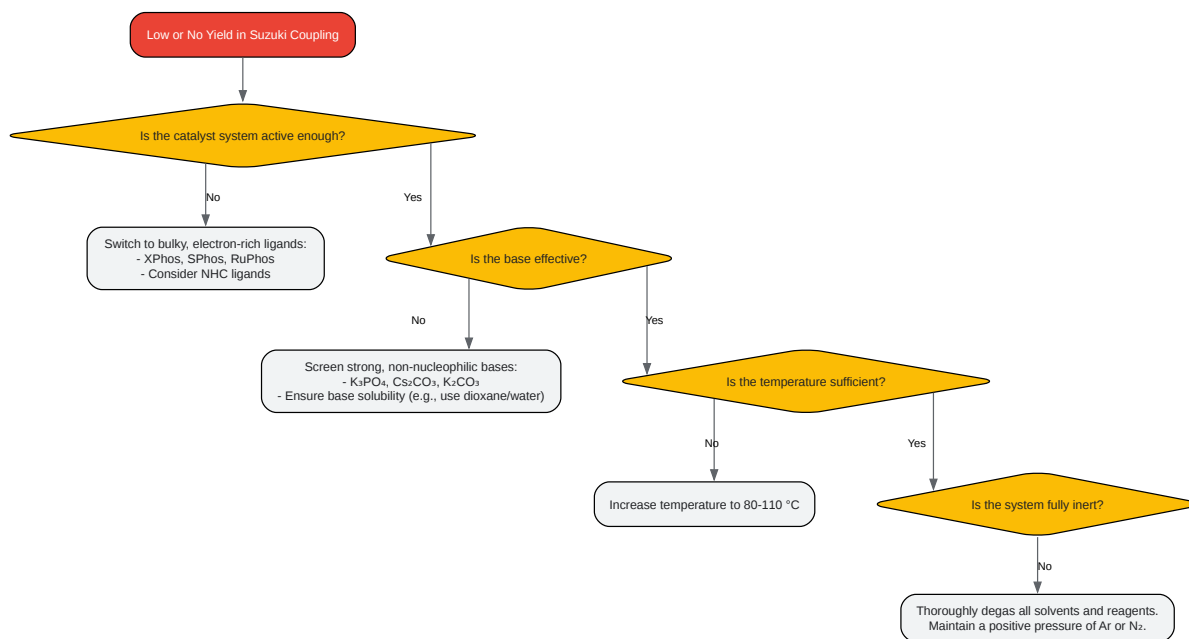 Low or No Yield in Suzuki Coupling
Is the catalyst system active enough?
No
Yes
Switch to bulky, electron-rich ligands:
- XPhos, SPhos, RuPhos
- Consider NHC ligands
Is the base effective?
No
Yes
Screen strong, non-nucleophilic bases:
- K₃PO₄, Cs₂CO₃, K₂CO₃
- Ensure base solubility (e.g., use dioxane/water)
Is the temperature sufficient?
No
Yes
Increase temperature to 80-110 °C
Is the system fully inert?
No
Thoroughly degas all solvents and reagents.
Maintain a positive pressure of Ar or N₂.